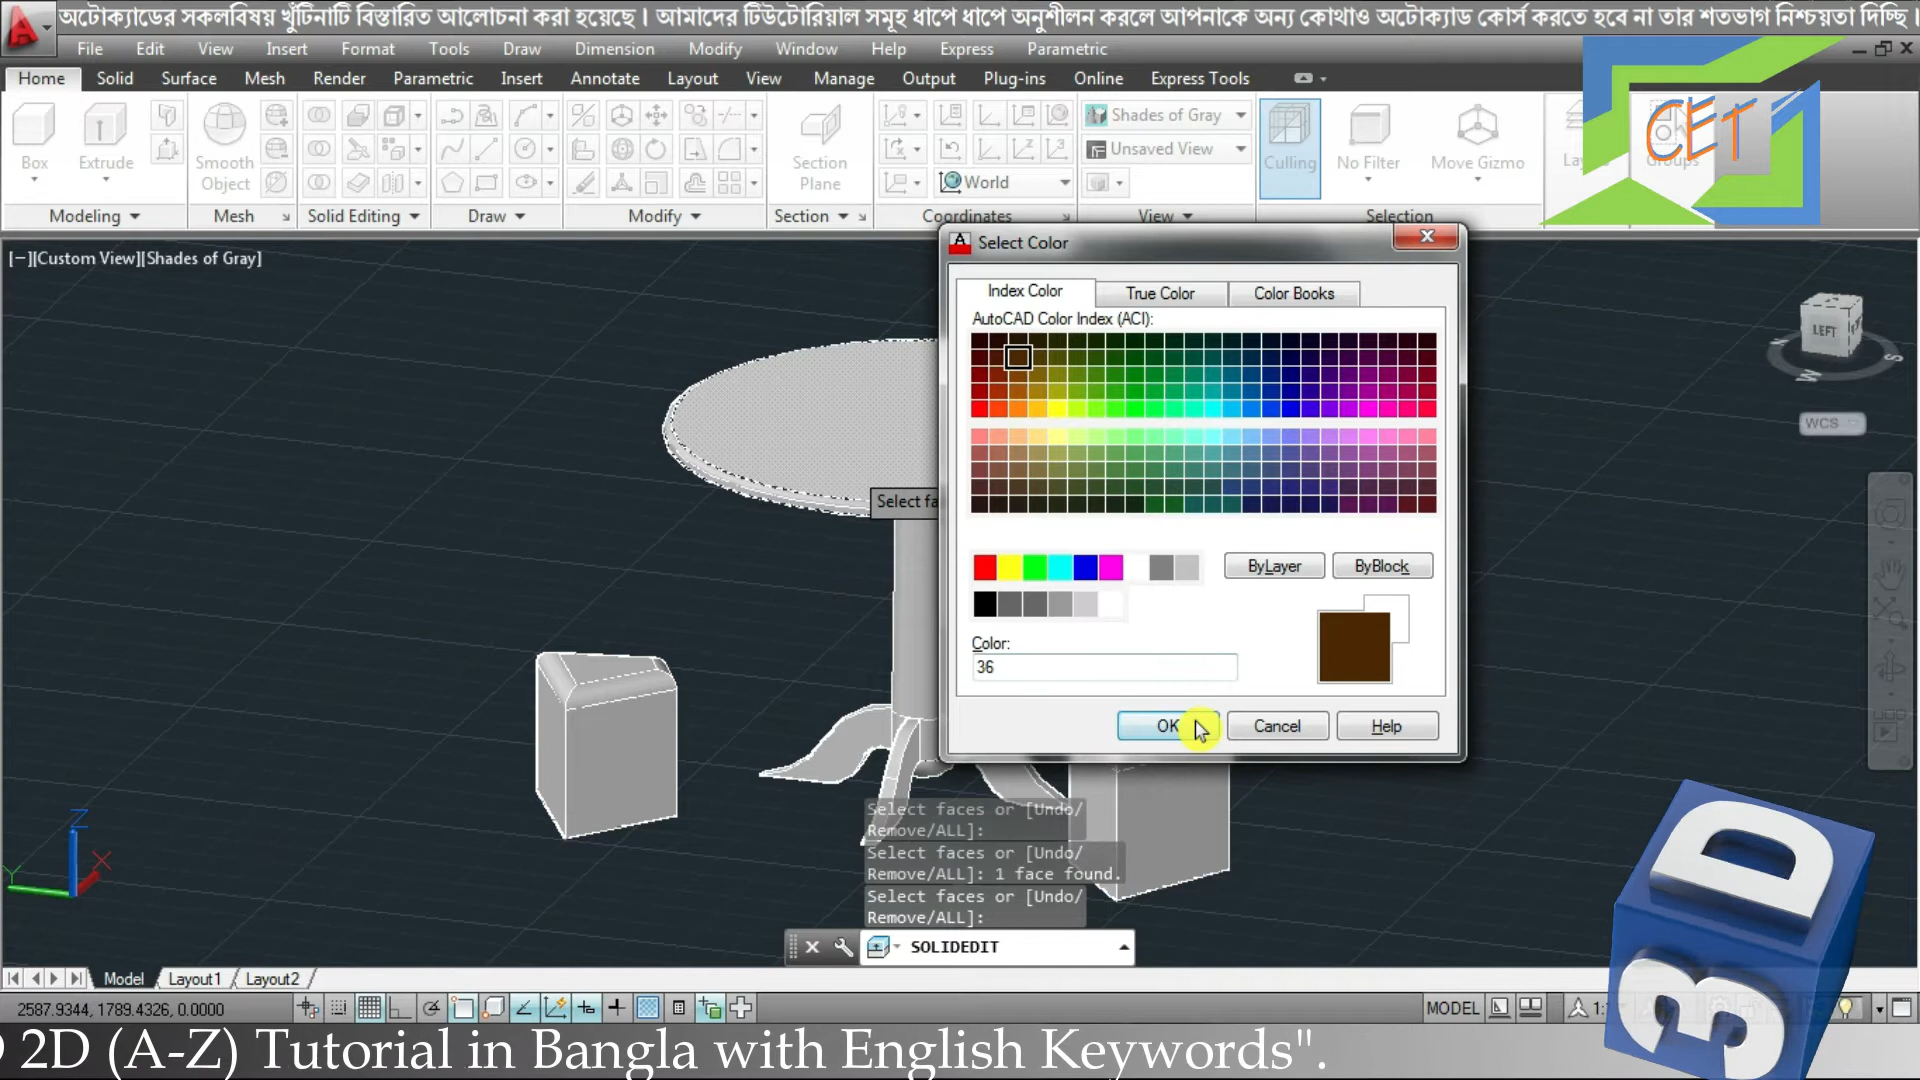 অটোক্যাডের সকলবিষয় খুঁটিনাটি বিস্তারিত আলোচনা করা হয়েছে। আমাদের টিউটোরিয়াল সমূহ ধাপে ধাপে অনুশীলন করলে আপনাকে অন্য কোথাও অটোক্যাড কোর্স করতে হবে না তার শতভাগ নিশ্চয়তা দিচ্ছি।
File Edit View Insert Format Tools Draw Dimension Modify Window Help Express Parametric
Home Solid Surface Mesh Render Parametric Insert Annotate Layout View Manage Output Plug-ins Online Express Tools
CET
Shades of Gray
Unsaved View
World
Box Extrude Smooth Object Section Plane Culling No Filter Move Gizmo Groups
Modeling Mesh Solid Editing Draw Modify Section Coordinates View Selection
[−][Custom View][Shades of Gray]
Select Color
Index Color True Color Color Books
AutoCAD Color Index (ACI):
LEFT
W S
WCS
Select fa
ByLayer ByBlock
Color:
36
OK Cancel Help
Z
X
Y
Select faces or [Undo/
Remove/ALL]:
Select faces or [Undo/
Remove/ALL]: 1 face found.
Select faces or [Undo/
Remove/ALL]:
SOLIDEDIT
Model Layout1 Layout2
2587.9344, 1789.4326, 0.0000
MODEL
D
3
2D (A-Z) Tutorial in Bangla with English Keywords".